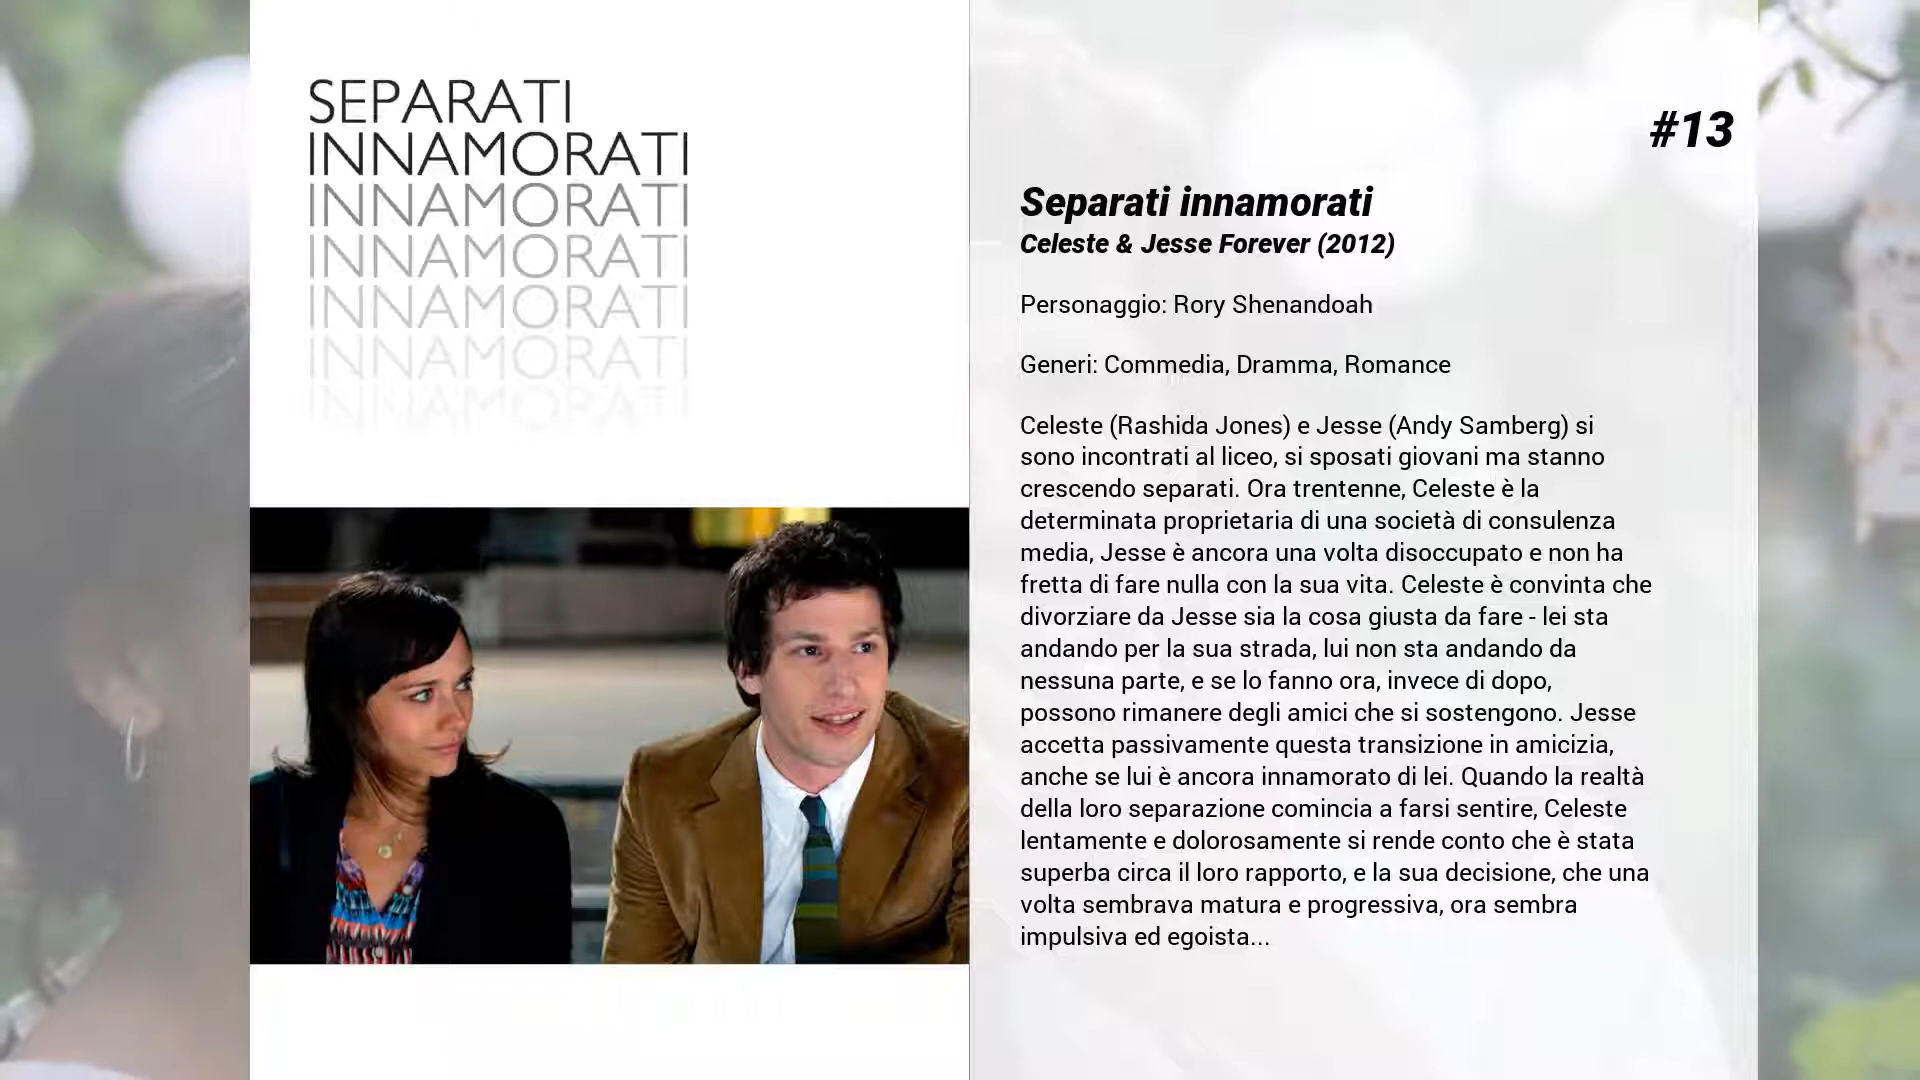 SEPARATI
INNAMORATI
INNAMORATI
INNAMORATI
INNAMORATI
INNAMORATI
INNAMORATI
#13
Separati innamorati
Celeste & Jesse Forever (2012)
Personaggio: Rory Shenandoah
Generi: Commedia, Dramma, Romance
Celeste (Rashida Jones) e Jesse (Andy Samberg) si
sono incontrati al liceo, si sposati giovani ma stanno
crescendo separati. Ora trentenne, Celeste è la
determinata proprietaria di una società di consulenza
media, Jesse è ancora una volta disoccupato e non ha
fretta di fare nulla con la sua vita. Celeste è convinta che
divorziare da Jesse sia la cosa giusta da fare - lei sta
andando per la sua strada, lui non sta andando da
nessuna parte, e se lo fanno ora, invece di dopo,
possono rimanere degli amici che si sostengono. Jesse
accetta passivamente questa transizione in amicizia,
anche se lui è ancora innamorato di lei. Quando la realtà
della loro separazione comincia a farsi sentire, Celeste
lentamente e dolorosamente si rende conto che è stata
superba circa il loro rapporto, e la sua decisione, che una
volta sembrava matura e progressiva, ora sembra
impulsiva ed egoista...